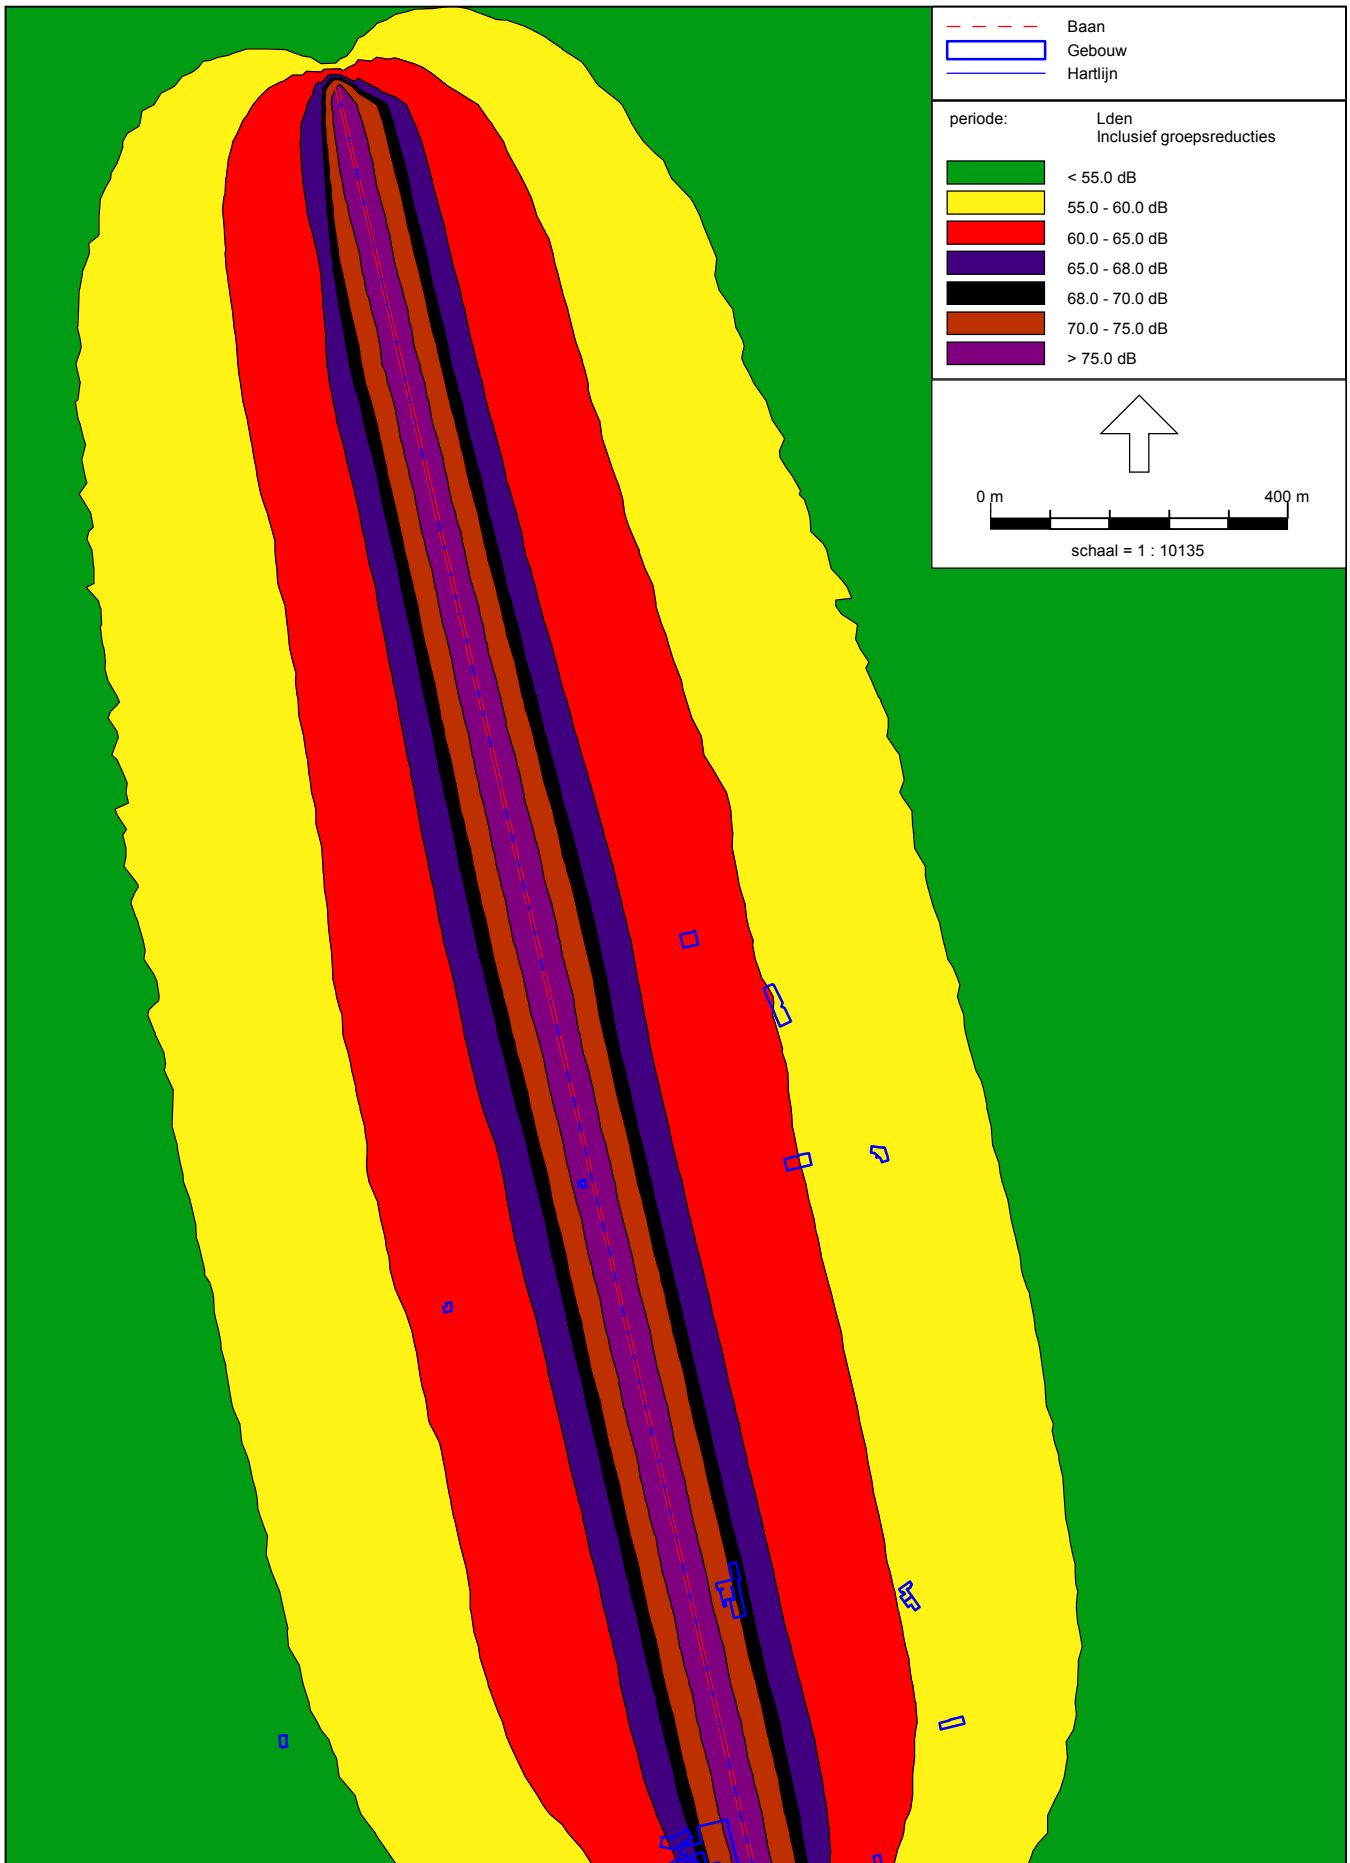 Baan
Gebouw
Hartlijn
periode: Lden
Inclusief groepsreducties
< 55.0 dB
55.0 - 60.0 dB
60.0 - 65.0 dB
65.0 - 68.0 dB
68.0 - 70.0 dB
70.0 - 75.0 dB
> 75.0 dB
0 m 400 m
schaal = 1 : 10135